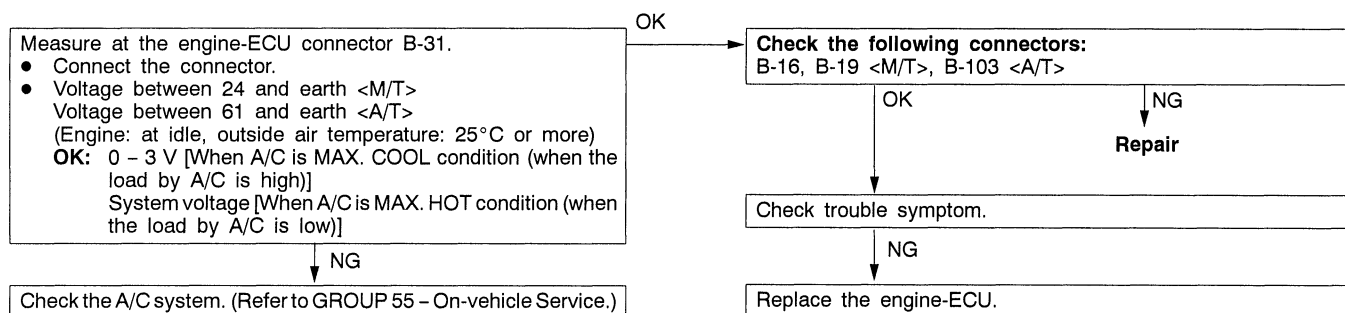 Measure at the engine-ECU connector B-31.
● Connect the connector.
● Voltage between 24 and earth <M/T>
Voltage between 61 and earth <A/T>
(Engine: at idle, outside air temperature: 25°C or more)
OK: 0 – 3 V [When A/C is MAX. COOL condition (when the
load by A/C is high)]
System voltage [When A/C is MAX. HOT condition (when
the load by A/C is low)]
NG
Check the A/C system. (Refer to GROUP 55 – On-vehicle Service.)
OK
Check the following connectors:
B-16, B-19 <M/T>, B-103 <A/T>
OK
NG
Repair
Check trouble symptom.
NG
Replace the engine-ECU.